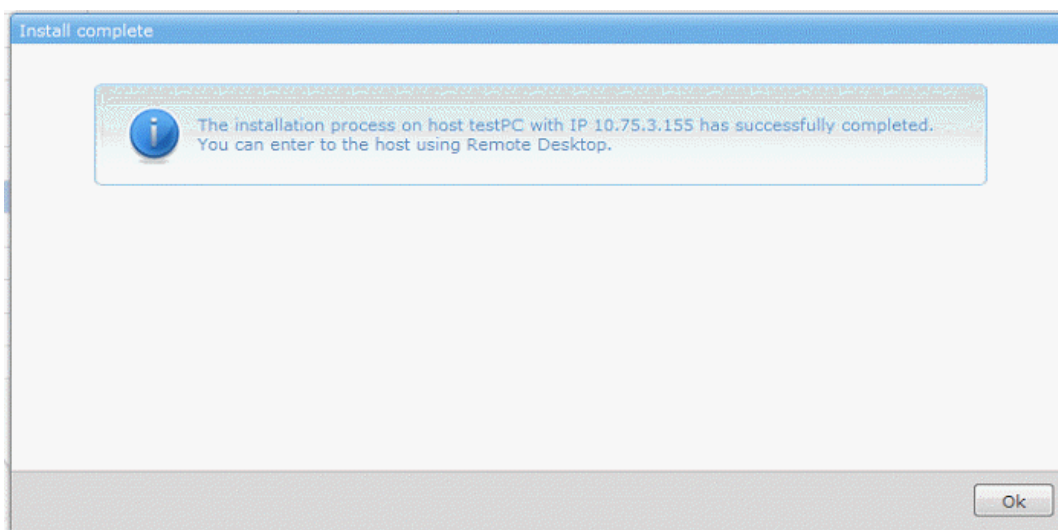 Install complete
The installation process on host testPC with IP 10.75.3.155 has successfully completed.
You can enter to the host using Remote Desktop.
Ok